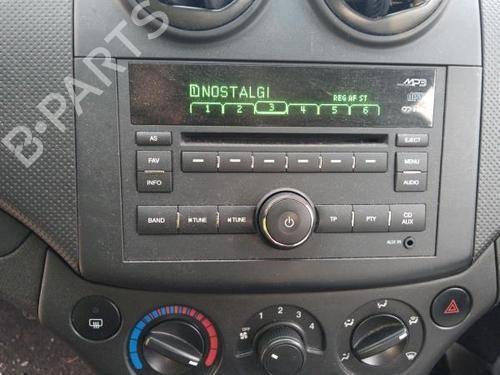 B-PARTS
NOSTALGI
REG AF ST
MP3
1 2 3 4 5 6
AS
EJECT
FAV
MENU
INFO
AUDIO
BAND
TUNE
TUNE
TP
PTY
CD AUX
AUX IN
OFF 1 2 3 4